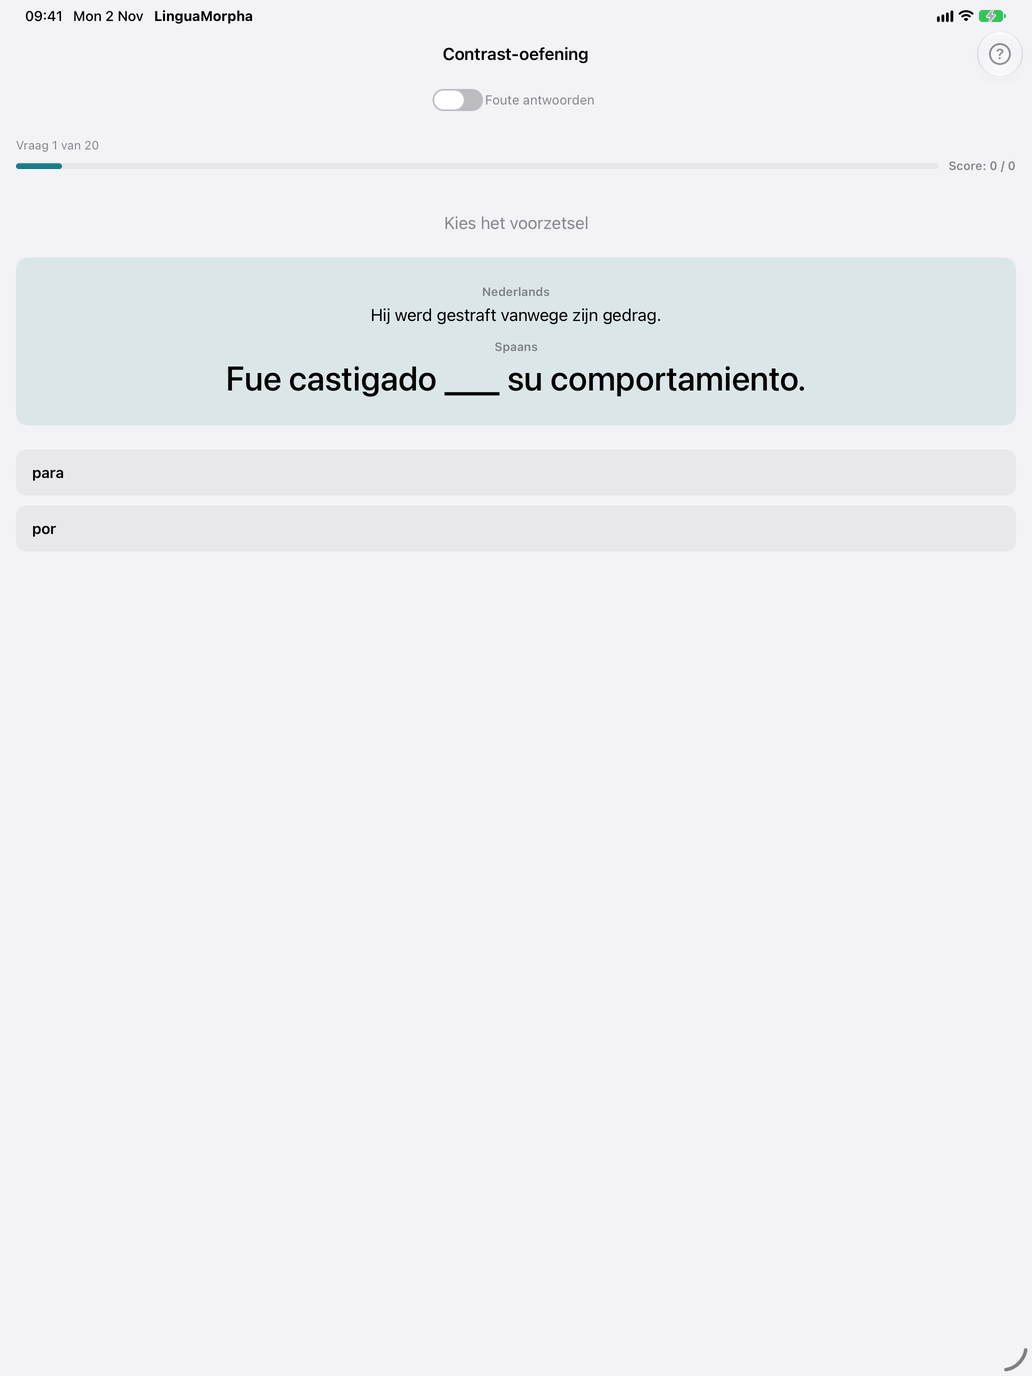 09:41 Mon 2 Nov LinguaMorpha
Contrast-oefening
Foute antwoorden
Vraag 1 van 20
Score: 0 / 0
Kies het voorzetsel
Nederlands
Hij werd gestraft vanwege zijn gedrag.
Spaans
Fue castigado ____ su comportamiento.
para
por